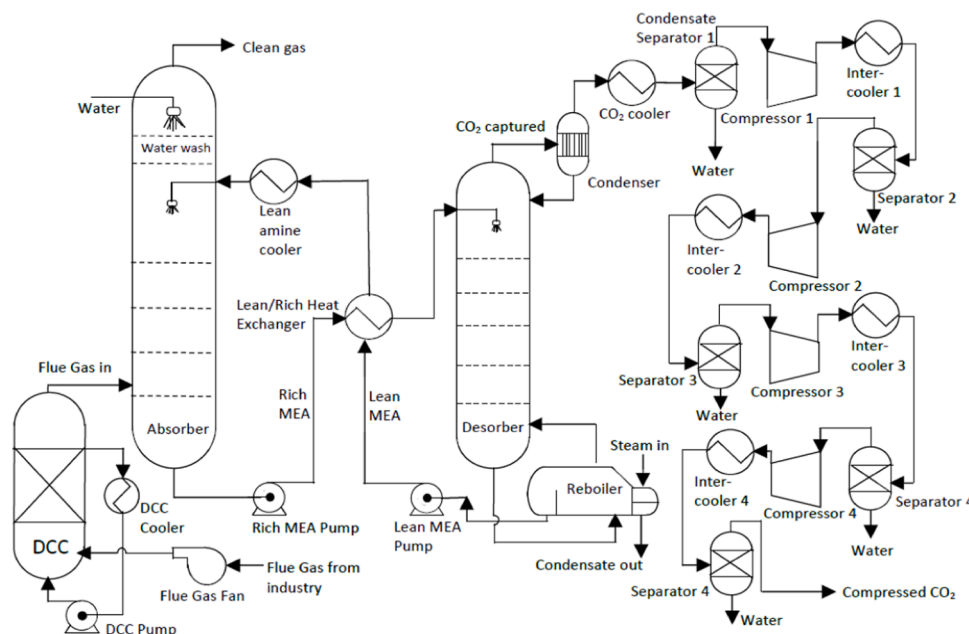 Clean gas
Water
Water wash
Lean
amine
cooler
Lean/Rich Heat
Exchanger
Flue Gas in
Absorber
Rich
MEA
Lean
MEA
DCC
Cooler
DCC
Flue Gas Fan
Flue Gas from
industry
DCC Pump
Rich MEA Pump
Lean MEA
Pump
CO₂ captured
Condenser
CO₂ cooler
Desorber
Steam in
Reboiler
Condensate out
Condensate
Separator 1
Water
Compressor 1
Inter-
cooler 1
Separator 2
Water
Compressor 2
Inter-
cooler 2
Separator 3
Water
Compressor 3
Inter-
cooler 3
Separator 4
Water
Compressor 4
Inter-
cooler 4
Separator 4
Water
Compressed CO₂